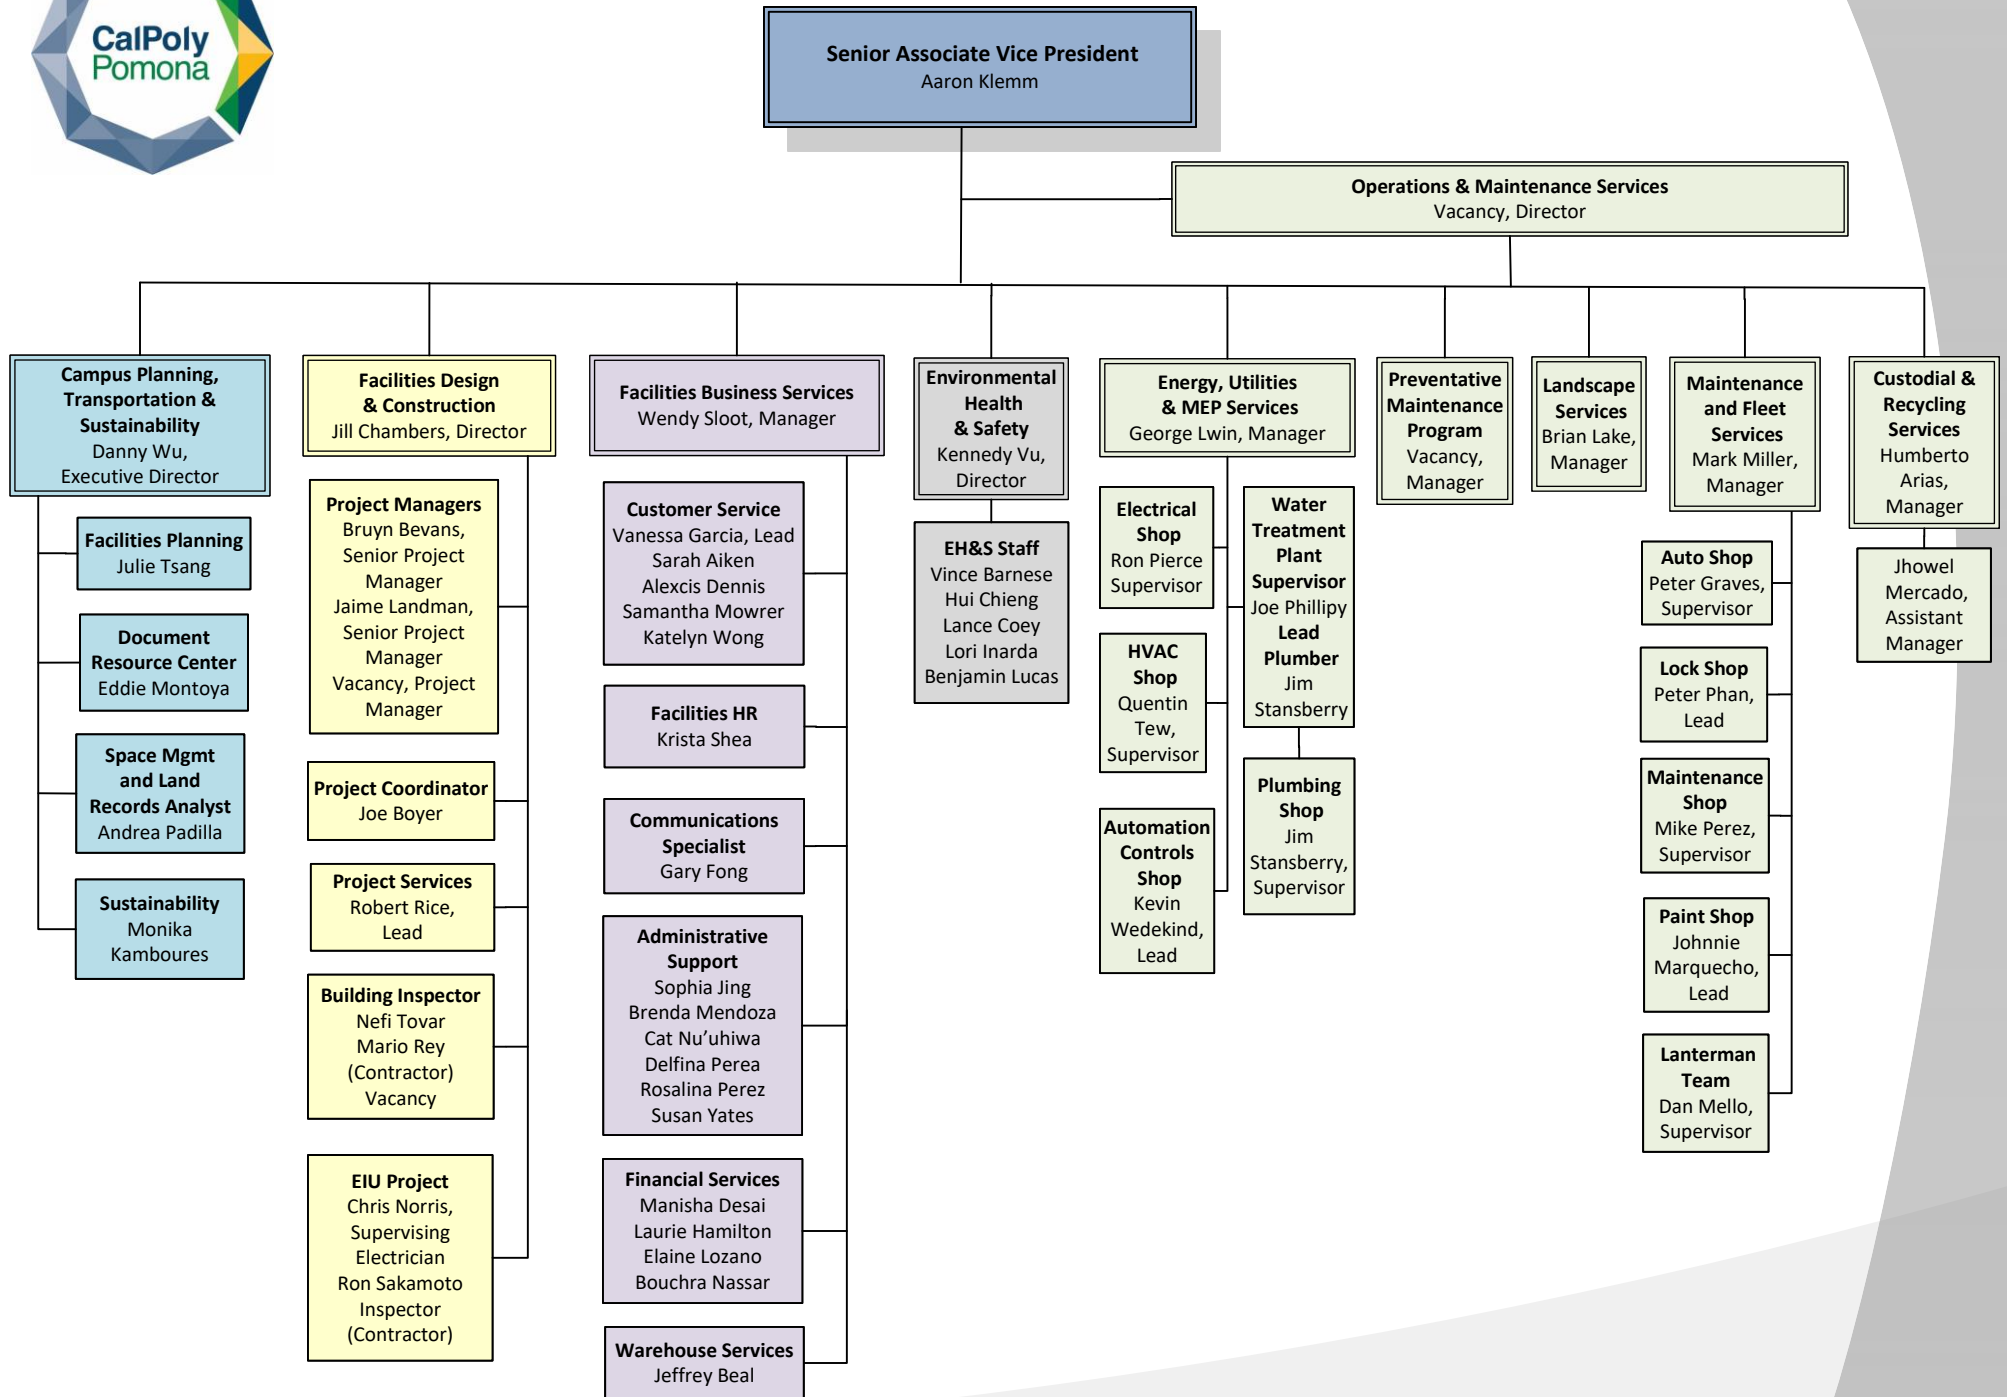 CalPoly
Pomona
Senior Associate Vice President
Aaron Klemm
Operations & Maintenance Services
Vacancy, Director
Campus Planning,
Transportation &
Sustainability
Danny Wu,
Executive Director
Facilities Planning
Julie Tsang
Document
Resource Center
Eddie Montoya
Space Mgmt
and Land
Records Analyst
Andrea Padilla
Sustainability
Monika
Kamboures
Facilities Design
& Construction
Jill Chambers, Director
Project Managers
Bruyn Bevans,
Senior Project
Manager
Jaime Landman,
Senior Project
Manager
Vacancy, Project
Manager
Project Coordinator
Joe Boyer
Project Services
Robert Rice,
Lead
Building Inspector
Nefi Tovar
Mario Rey
(Contractor)
Vacancy
EIU Project
Chris Norris,
Supervising
Electrician
Ron Sakamoto
Inspector
(Contractor)
Facilities Business Services
Wendy Sloot, Manager
Customer Service
Vanessa Garcia, Lead
Sarah Aiken
Alexcis Dennis
Samantha Mowrer
Katelyn Wong
Facilities HR
Krista Shea
Communications
Specialist
Gary Fong
Administrative
Support
Sophia Jing
Brenda Mendoza
Cat Nu’uhiwa
Delfina Perea
Rosalina Perez
Susan Yates
Financial Services
Manisha Desai
Laurie Hamilton
Elaine Lozano
Bouchra Nassar
Warehouse Services
Jeffrey Beal
Environmental
Health
& Safety
Kennedy Vu,
Director
EH&S Staff
Vince Barnese
Hui Chieng
Lance Coey
Lori Inarda
Benjamin Lucas
Energy, Utilities
& MEP Services
George Lwin, Manager
Electrical
Shop
Ron Pierce
Supervisor
HVAC
Shop
Quentin
Tew,
Supervisor
Automation
Controls
Shop
Kevin
Wedekind,
Lead
Water
Treatment
Plant
Supervisor
Joe Phillipy
Lead
Plumber
Jim
Stansberry
Plumbing
Shop
Jim
Stansberry,
Supervisor
Preventative
Maintenance
Program
Vacancy,
Manager
Landscape
Services
Brian Lake,
Manager
Maintenance
and Fleet
Services
Mark Miller,
Manager
Auto Shop
Peter Graves,
Supervisor
Lock Shop
Peter Phan,
Lead
Maintenance
Shop
Mike Perez,
Supervisor
Paint Shop
Johnnie
Marquecho,
Lead
Lanterman
Team
Dan Mello,
Supervisor
Custodial &
Recycling
Services
Humberto
Arias,
Manager
Jhowel
Mercado,
Assistant
Manager